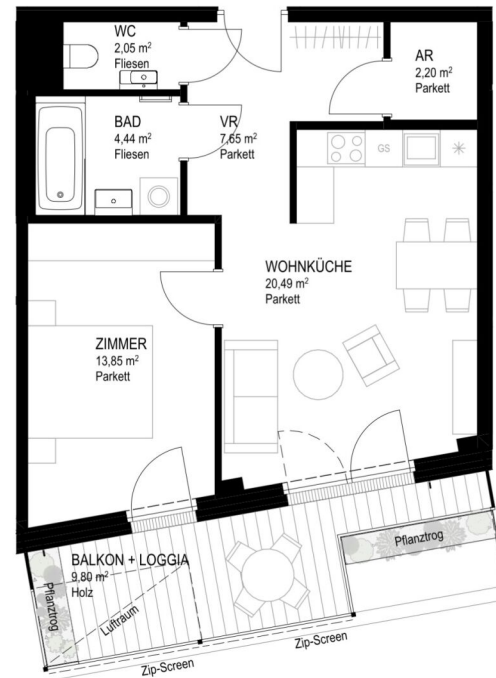 WC
2,05 m²
Fliesen
AR
2,20 m²
Parkett
BAD
4,44 m²
Fliesen
VR
7,65 m²
Parkett
GS
WOHNKÜCHE
20,49 m²
Parkett
ZIMMER
13,85 m²
Parkett
Pflanztrog
BALKON + LOGGIA
9,80 m²
Holz
Pflanztrog
Luftraum
Zip-Screen
Zip-Screen